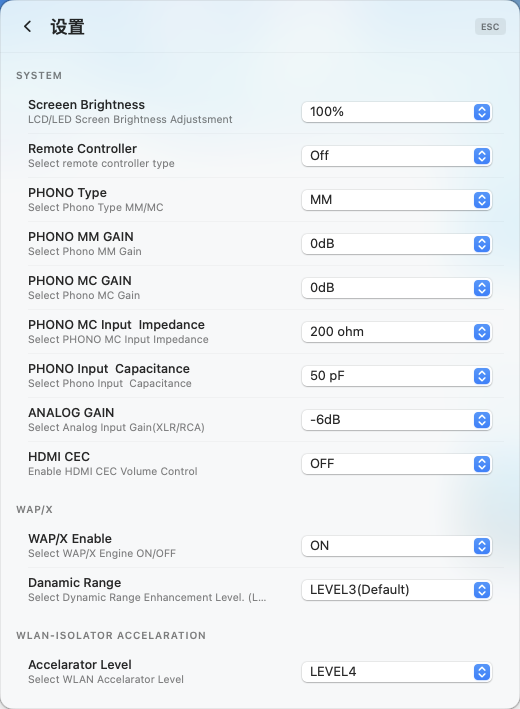 设置
ESC
SYSTEM
Screeen Brightness
100%
LCD/LED Screen Brightness Adjustsment
Remote Controller
Off
Select remote controller type
PHONO Type
MM
Select Phono Type MM/MC
PHONO MM GAIN
0dB
Select Phono MM Gain
PHONO MC GAIN
0dB
Select Phono MC Gain
PHONO MC Input  Impedance
200 ohm
Select PHONO MC Input Impedance
PHONO Input  Capacitance
50 pF
Select Phono Input  Capacitance
ANALOG GAIN
-6dB
Select Analog Input Gain(XLR/RCA)
HDMI CEC
OFF
Enable HDMI CEC Volume Control
WAP/X
WAP/X Enable
ON
Select WAP/X Engine ON/OFF
Danamic Range
LEVEL3(Default)
Select Dynamic Range Enhancement Level. (L...
WLAN-ISOLATOR ACCELARATION
Accelarator Level
LEVEL4
Select WLAN Accelarator Level